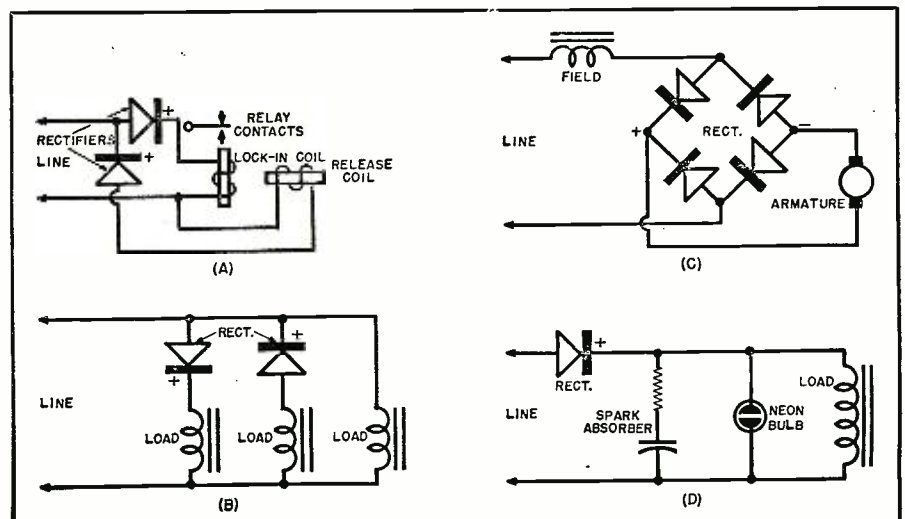 RECTIFIERS
LINE
+
+
RELAY
CONTACTS
LOCK-IN COIL
RELEASE
COIL
(A)
FIELD
LINE
+
RECT.
−
ARMATURE
(C)
RECT.
+
+
LINE
LOAD
LOAD
LOAD
(B)
+
RECT.
LINE
SPARK
ABSORBER
NEON
BULB
LOAD
(D)